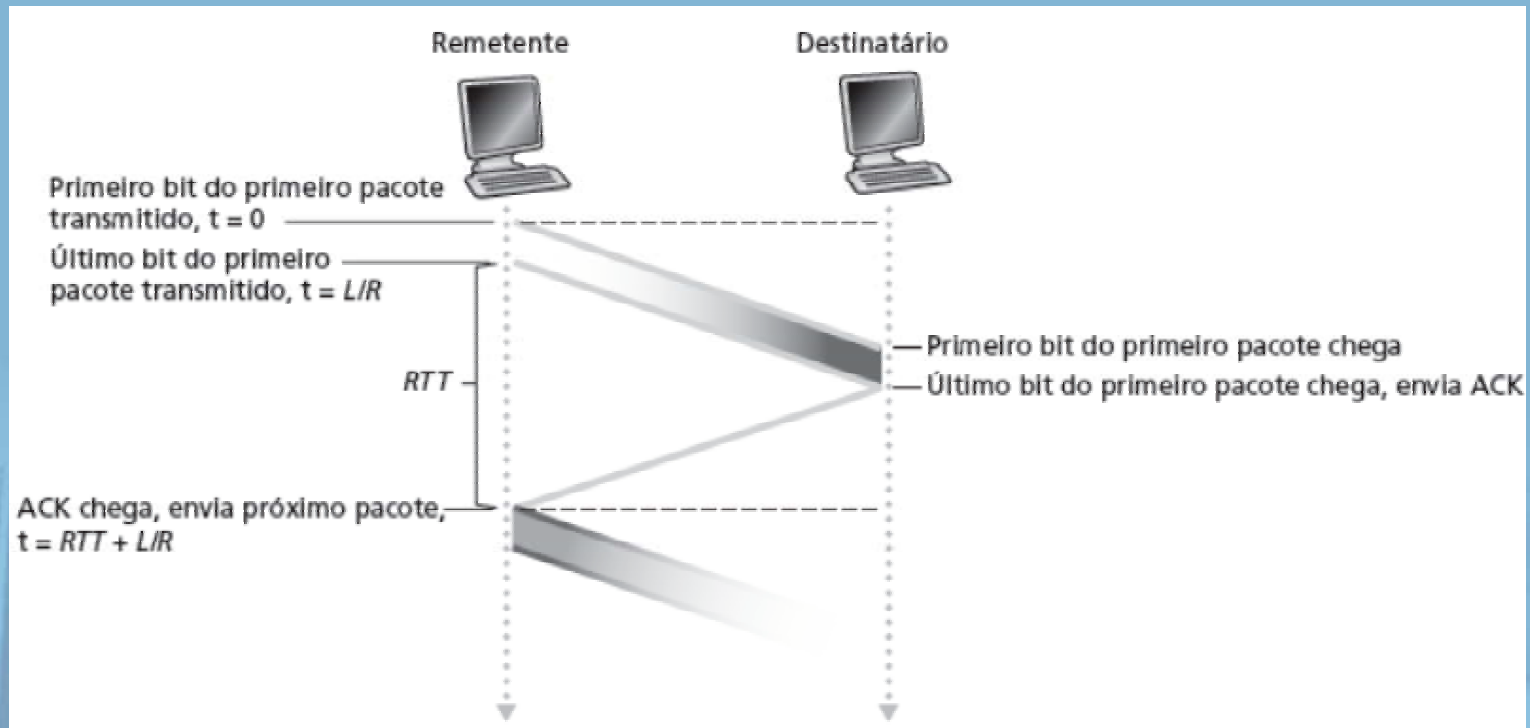 Remetente
Destinatário
Primeiro bit do primeiro pacote
transmitido, t = 0
Último bit do primeiro
pacote transmitido, t = L/R
Primeiro bit do primeiro pacote chega
RTT
Último bit do primeiro pacote chega, envia ACK
ACK chega, envia próximo pacote,
t = RTT + L/R